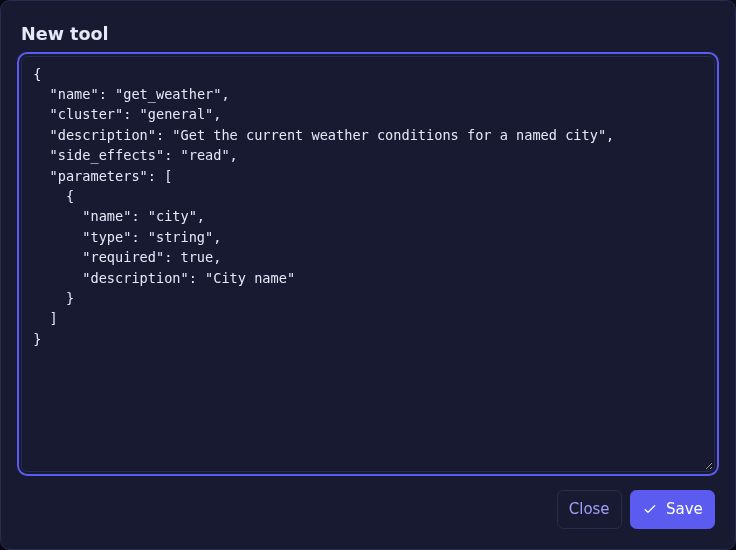 New tool
{
  "name": "get_weather",
  "cluster": "general",
  "description": "Get the current weather conditions for a named city",
  "side_effects": "read",
  "parameters": [
    {
      "name": "city",
      "type": "string",
      "required": true,
      "description": "City name"
    }
  ]
}
Close
Save